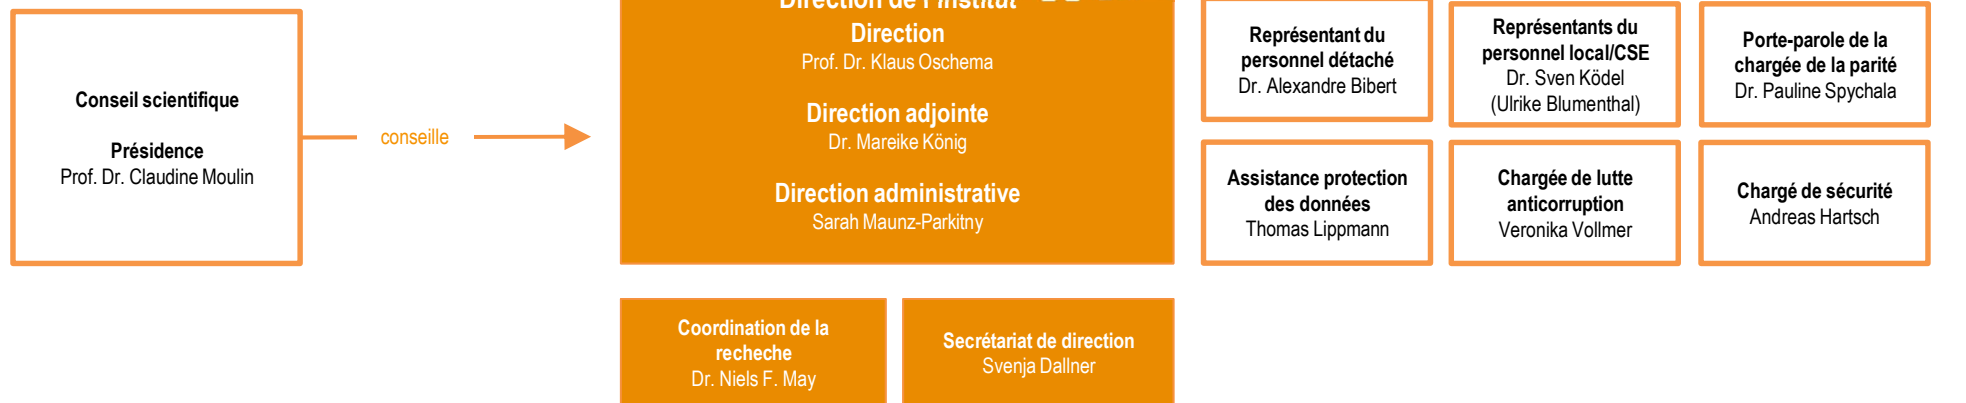 Conseil scientifique
Présidence
Prof. Dr. Claudine Moulin
conseille
Direction de l'Institut
Direction
Prof. Dr. Klaus Oschema
Direction adjointe
Dr. Mareike König
Direction administrative
Sarah Maunz-Parkitny
Représentant du
personnel détaché
Dr. Alexandre Bibert
Représentants du
personnel local/CSE
Dr. Sven Ködel
(Ulrike Blumenthal)
Porte-parole de la
chargée de la parité
Dr. Pauline Spychala
Assistance protection
des données
Thomas Lippmann
Chargée de lutte
anticorruption
Veronika Vollmer
Chargé de sécurité
Andreas Hartsch
Coordination de la
recheche
Dr. Niels F. May
Secrétariat de direction
Svenja Dallner